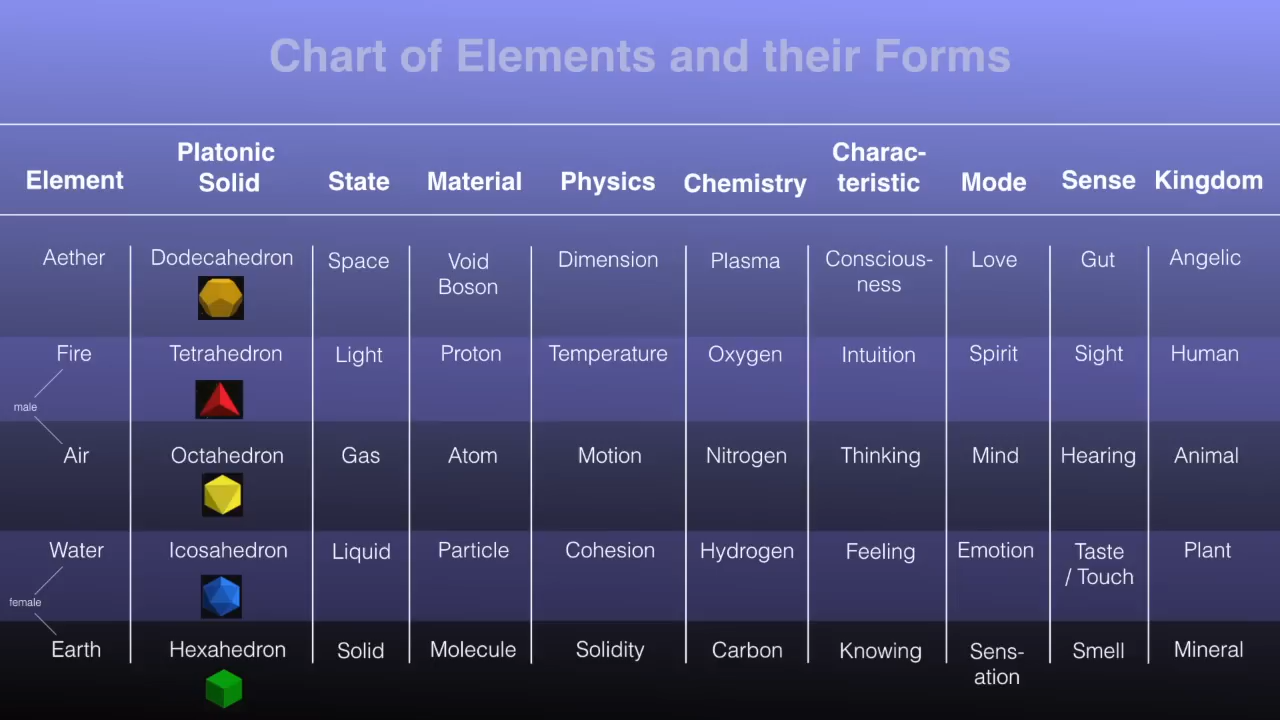 Chart of Elements and their Forms
Element Platonic Solid State Material Physics Chemistry Charac-teristic Mode Sense Kingdom
Aether Dodecahedron Space Void Boson Dimension Plasma Conscious-ness Love Gut Angelic
Fire Tetrahedron Light Proton Temperature Oxygen Intuition Spirit Sight Human
male
Air Octahedron Gas Atom Motion Nitrogen Thinking Mind Hearing Animal
Water Icosahedron Liquid Particle Cohesion Hydrogen Feeling Emotion Taste / Touch Plant
female
Earth Hexahedron Solid Molecule Solidity Carbon Knowing Sens-ation Smell Mineral